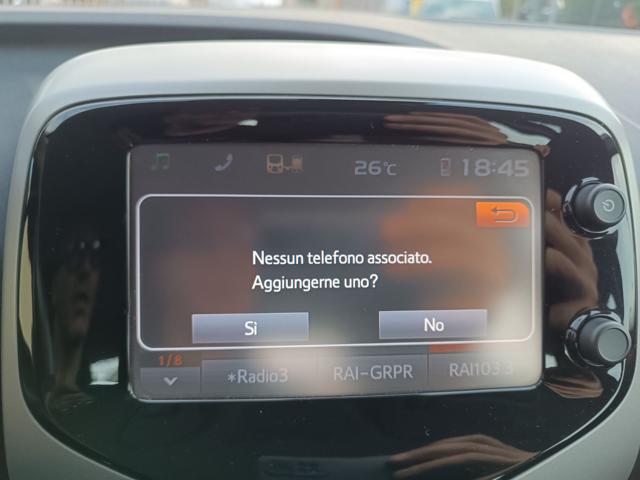 26°C
18:45
Nessun telefono associato.
Aggiungerne uno?
Sì
No
1/8
*Radio3
RAI-GRPR
RAI103.3